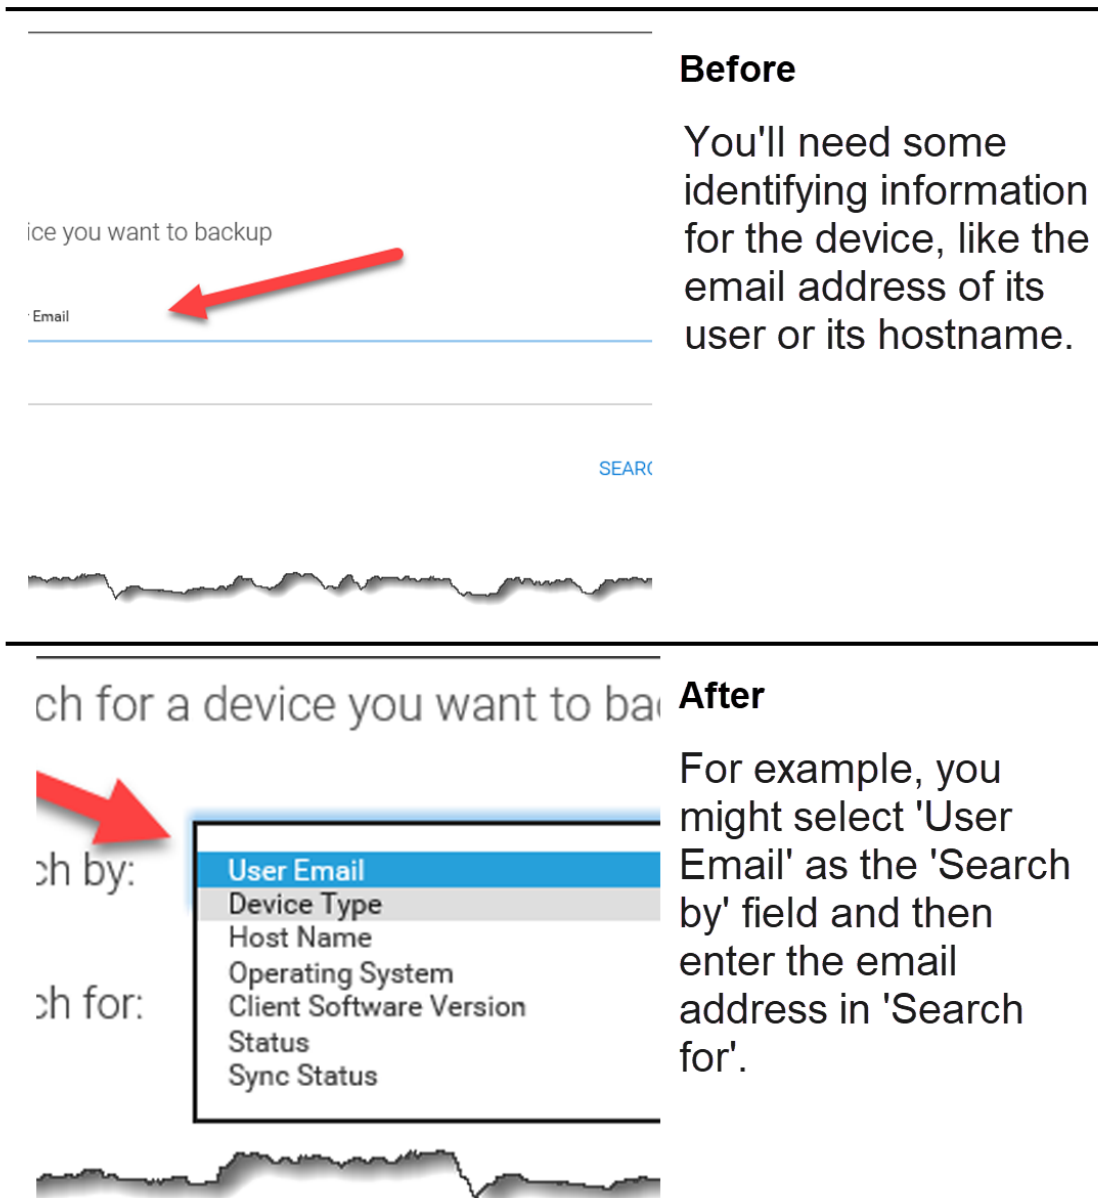 Before
You'll need some
identifying information
for the device, like the
email address of its
user or its hostname.
ice you want to backup
Email
SEARC
After
For example, you
might select 'User
Email' as the 'Search
by' field and then
enter the email
address in 'Search
for'.
ch for a device you want to ba
ch by:
User Email
Device Type
Host Name
Operating System
Client Software Version
Status
Sync Status
ch for: